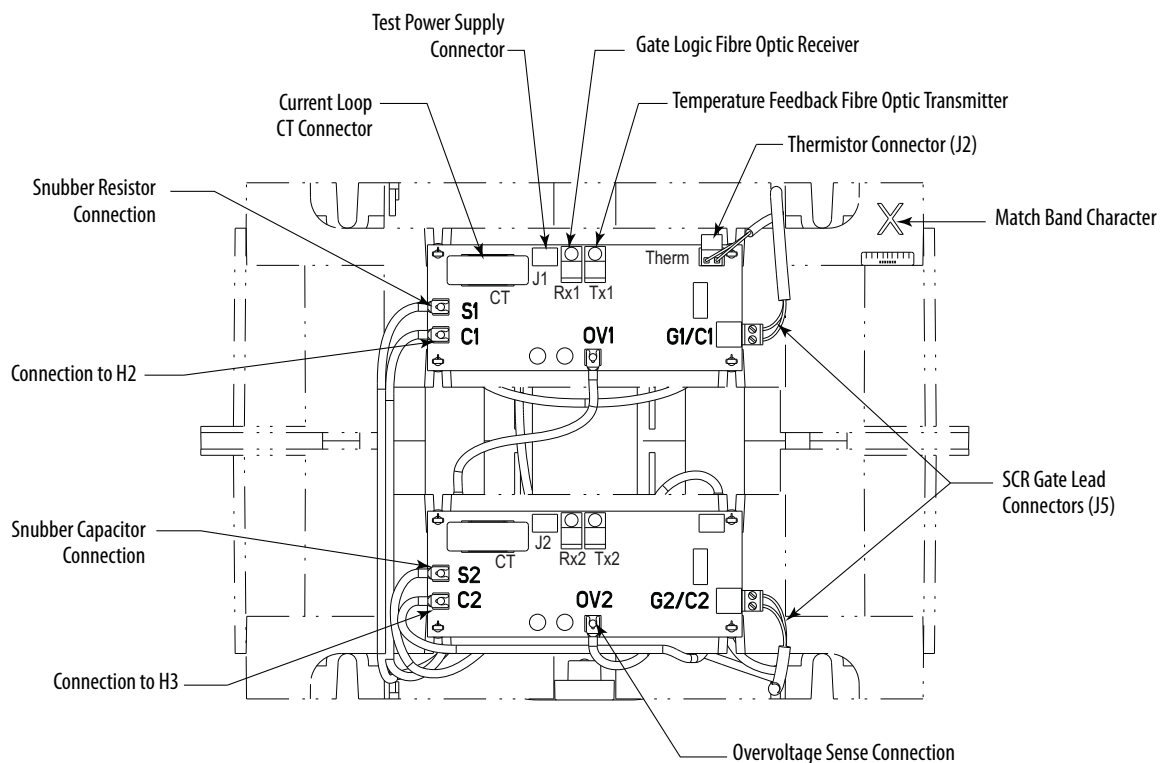 Test Power Supply
Connector
Gate Logic Fibre Optic Receiver
Current Loop
CT Connector
Temperature Feedback Fibre Optic Transmitter
Thermistor Connector (J2)
Snubber Resistor
Connection
X
Match Band Character
Therm
J1
CT
Rx1
Tx1
S1
C1
OV1
G1/C1
Connection to H2
SCR Gate Lead
Connectors (J5)
Snubber Capacitor
Connection
J2
CT
Rx2
Tx2
S2
C2
OV2
G2/C2
Connection to H3
Overvoltage Sense Connection